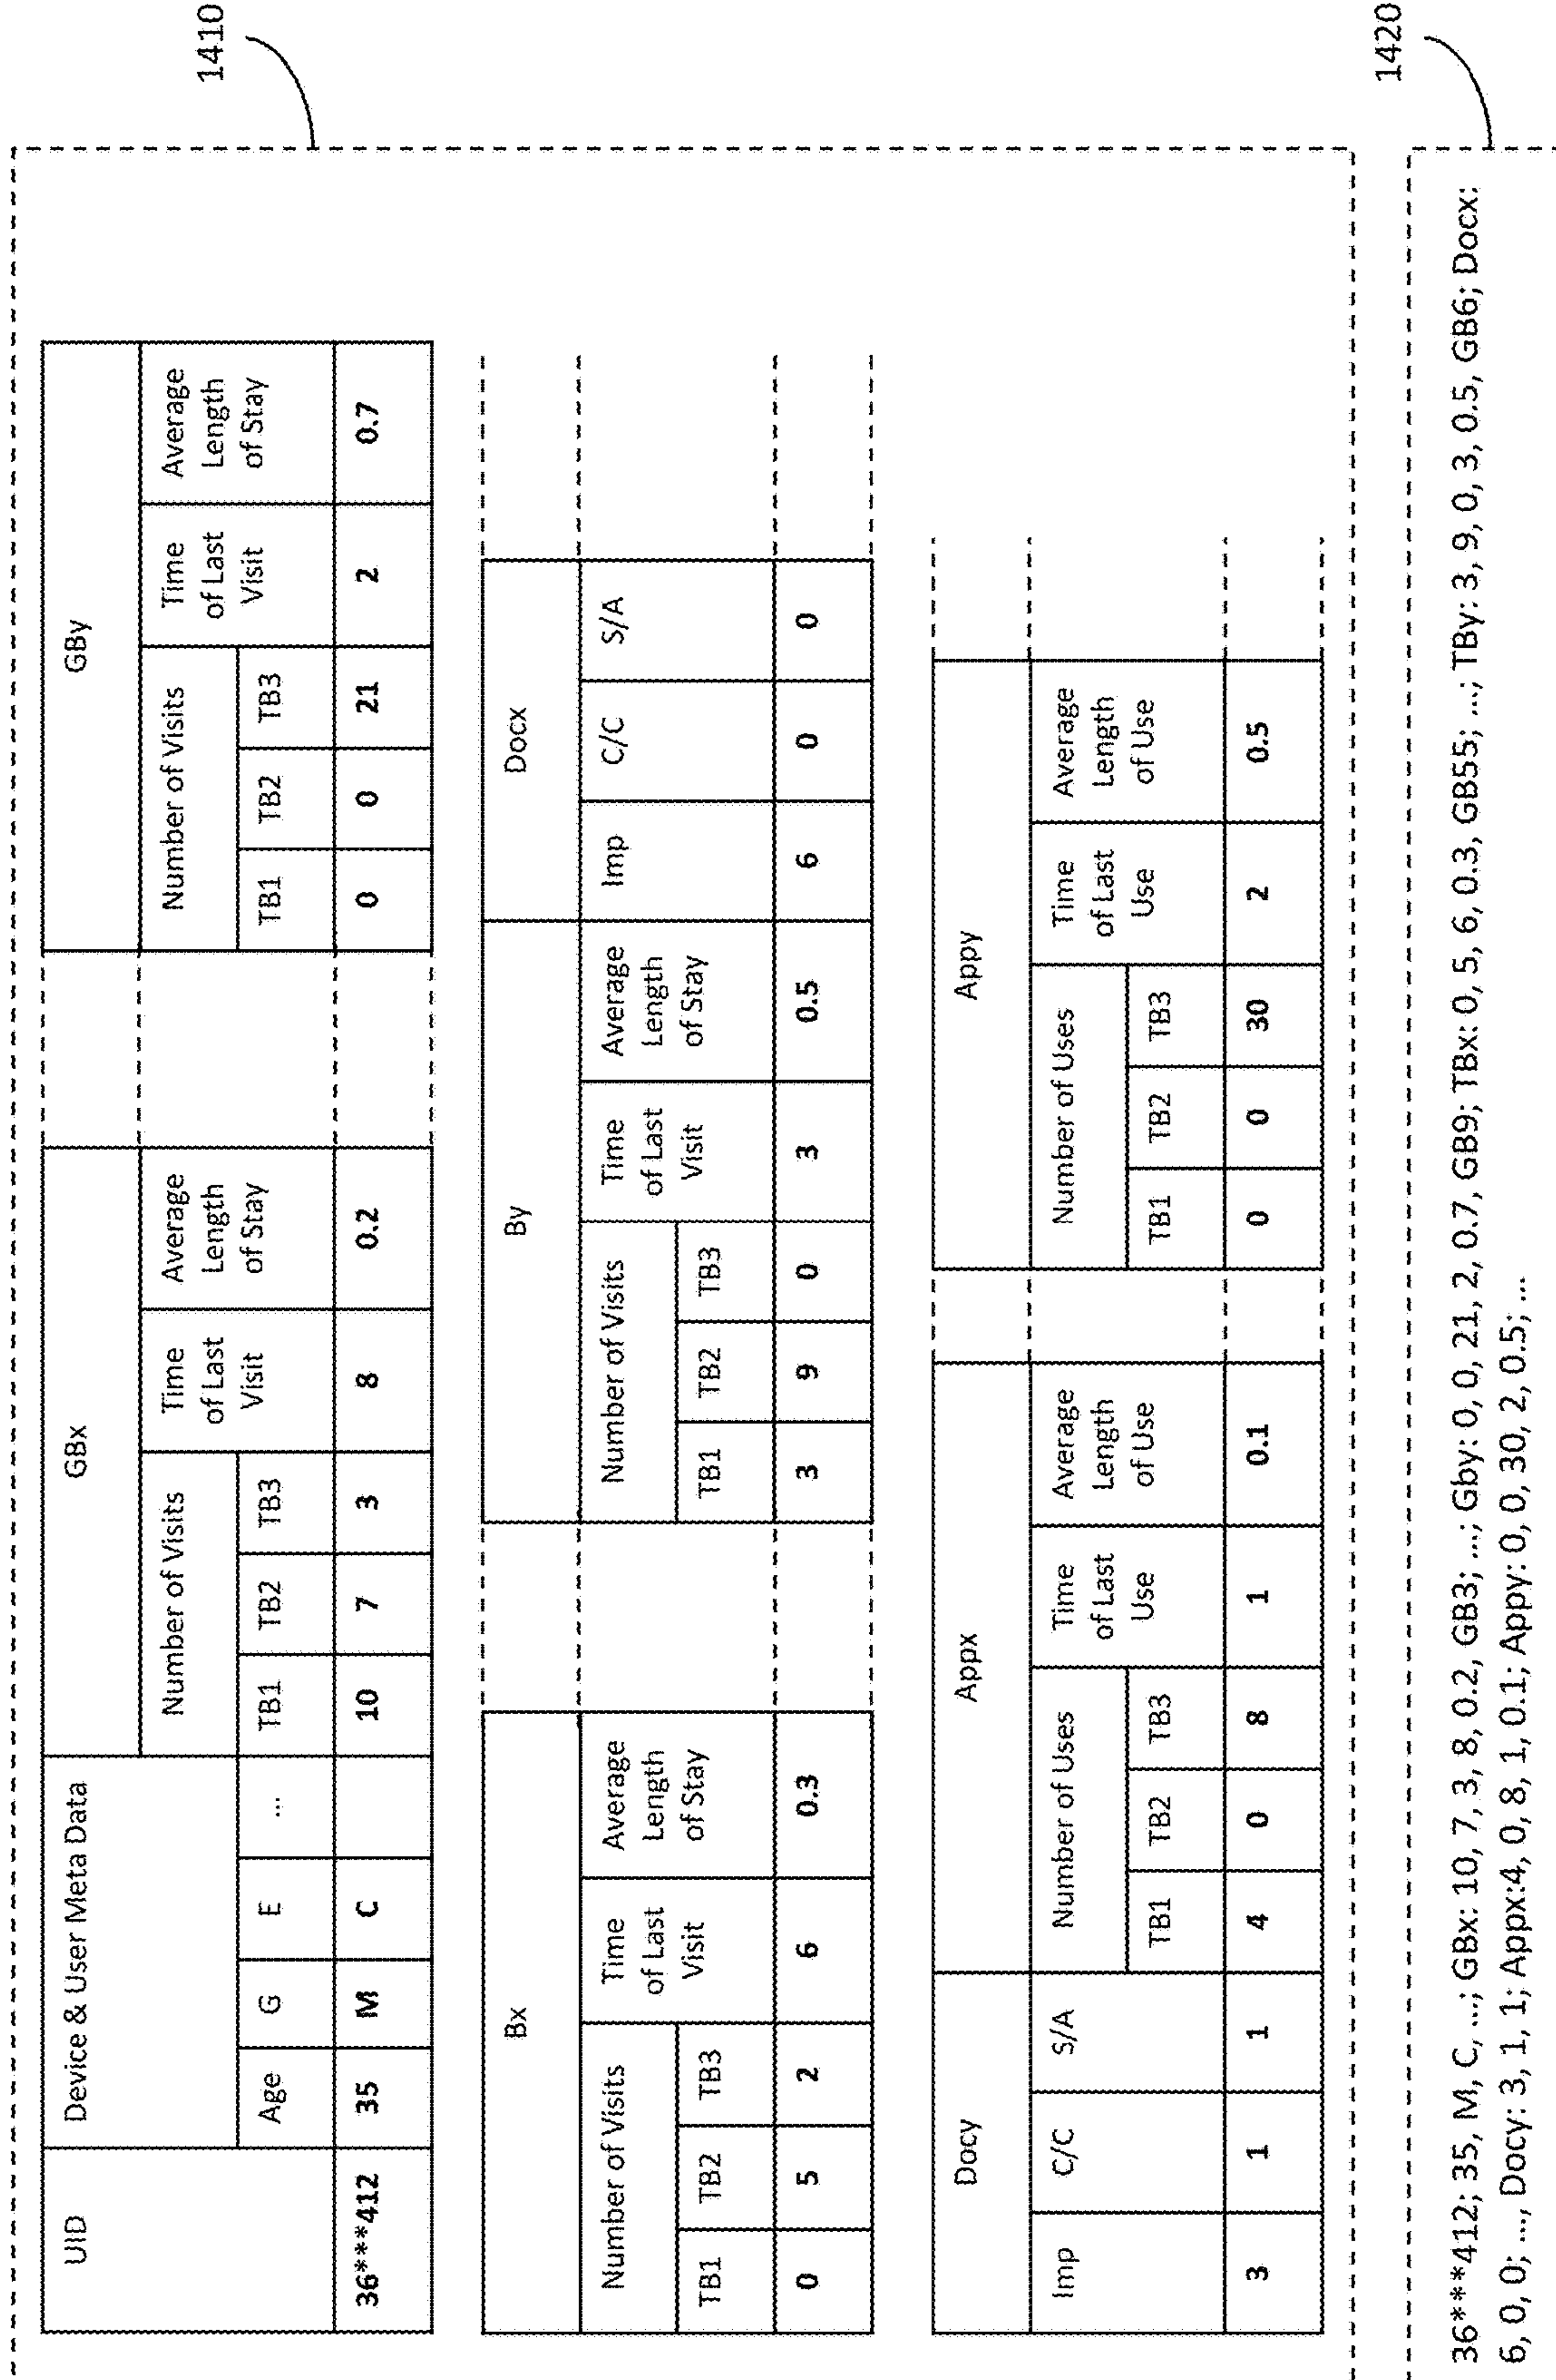 1410
UID Device & User Meta Data GBx GBy
Number of Visits Time of Last Visit Average Length of Stay Number of Visits Time of Last Visit Average Length of Stay
Age G E ... TB1 TB2 TB3 TB1 TB2 TB3
36***412 35 M C 10 7 3 8 0.2 0 0 21 2 0.7
Bx By Docx
Number of Visits Time of Last Visit Average Length of Stay Number of Visits Time of Last Visit Average Length of Stay Imp C/C S/A
TB1 TB2 TB3 TB1 TB2 TB3
0 5 2 6 0.3 3 9 0 3 0.5 6 0 0
Docy Appx Appy
Imp C/C S/A Number of Uses Time of Last Use Average Length of Use Number of Uses Time of Last Use Average Length of Use
TB1 TB2 TB3 TB1 TB2 TB3
3 1 1 4 0 8 1 0.1 0 0 30 2 0.5
1420
36***412; 35, M, C, ...; GBx: 10, 7, 3, 8, 0.2, GB3; ...; Gby: 0, 0, 21, 2, 0.7, GB9; TBx: 0, 5, 6, 0.3, GB55; ...; TBy: 3, 9, 0, 3, 0.5, GB6; Docx:
6, 0, 0; ..., Docy: 3, 1, 1; Appx:4, 0, 8, 1, 0.1; Appy: 0, 0, 30, 2, 0.5; ...